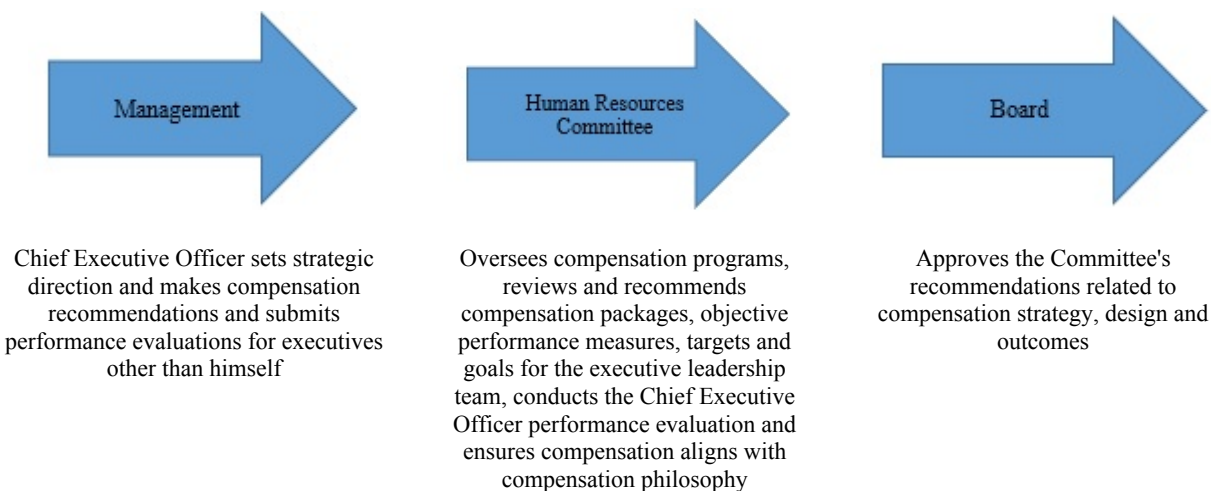 Management
Human Resources
Committee
Board
Chief Executive Officer sets strategic
direction and makes compensation
recommendations and submits
performance evaluations for executives
other than himself
Oversees compensation programs,
reviews and recommends
compensation packages, objective
performance measures, targets and
goals for the executive leadership
team, conducts the Chief Executive
Officer performance evaluation and
ensures compensation aligns with
compensation philosophy
Approves the Committee's
recommendations related to
compensation strategy, design and
outcomes